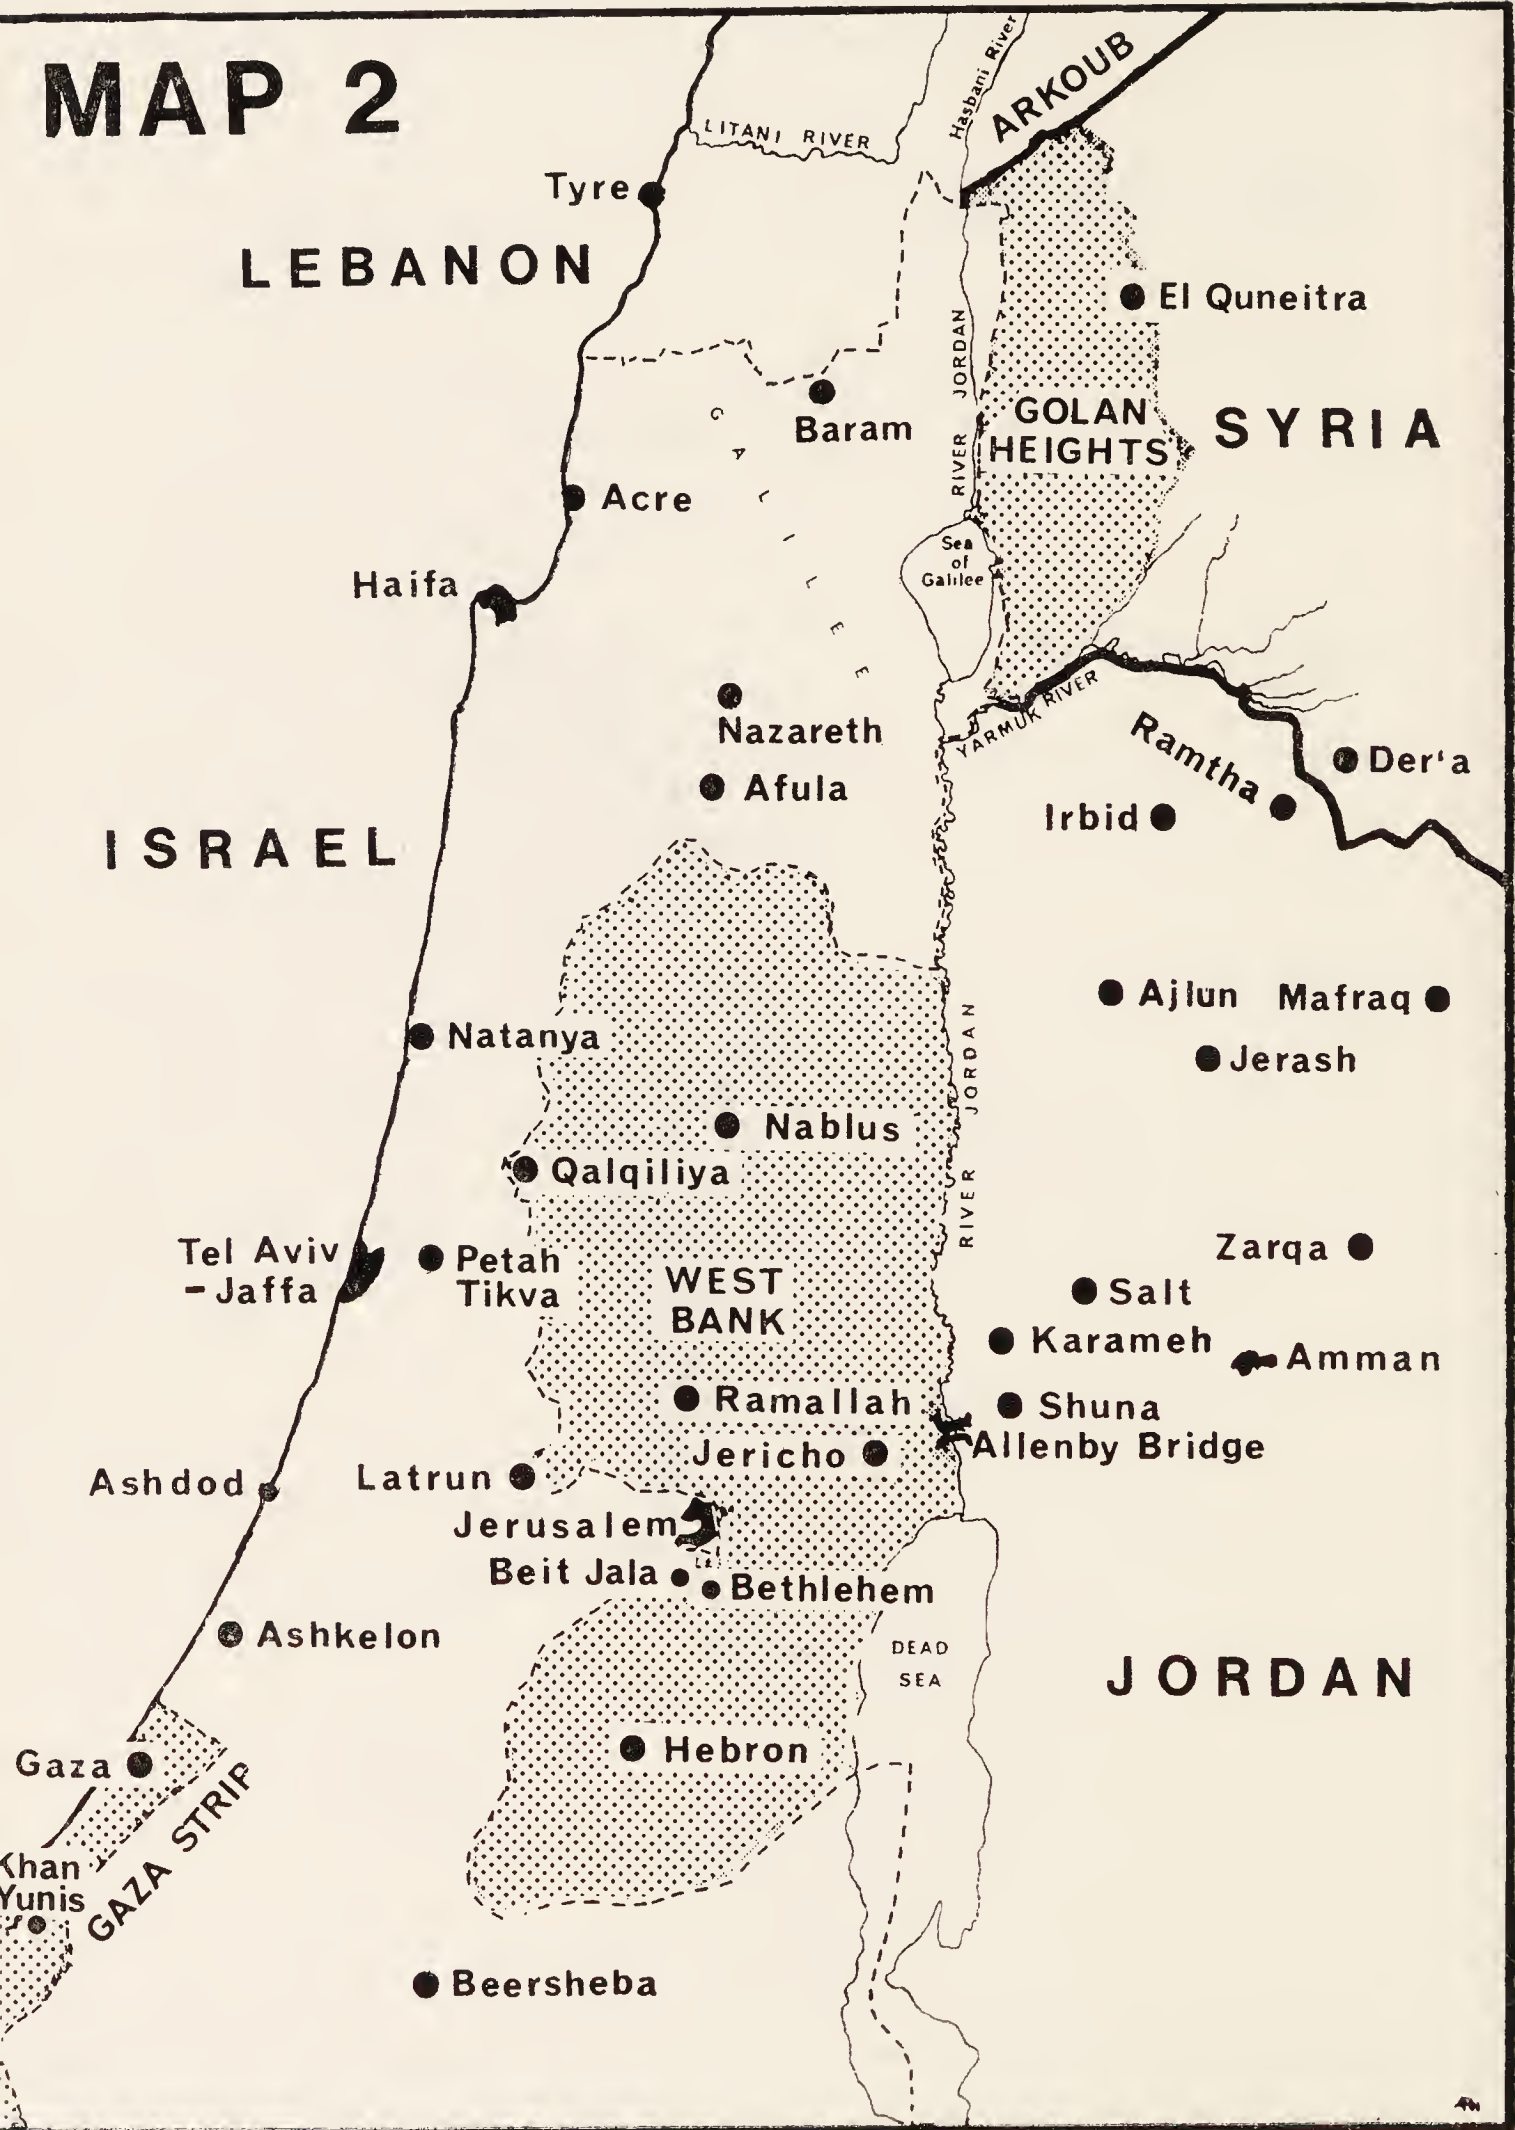 MAP 2
Hasbani River
ARKOUB
LITANI RIVER
Tyre
LEBANON
El Quneitra
RIVER JORDAN
GOLAN
HEIGHTS
SYRIA
Baram
GALILEE
Acre
Sea
of
Galilee
Haifa
YARMUK RIVER
Nazareth
Ramtha
Der'a
Afula
Irbid
ISRAEL
Ajlun
Mafraq
Natanya
RIVER JORDAN
Jerash
Nablus
Qalqiliya
Tel Aviv
-Jaffa
Petah
Tikva
Zarqa
WEST
BANK
Salt
Karameh
Amman
Ramallah
Shuna
Jericho
Allenby Bridge
Ashdod
Latrun
Jerusalem
Beit Jala
Bethlehem
Ashkelon
DEAD
SEA
JORDAN
Gaza
Hebron
GAZA STRIP
Khan
Yunis
Beersheba